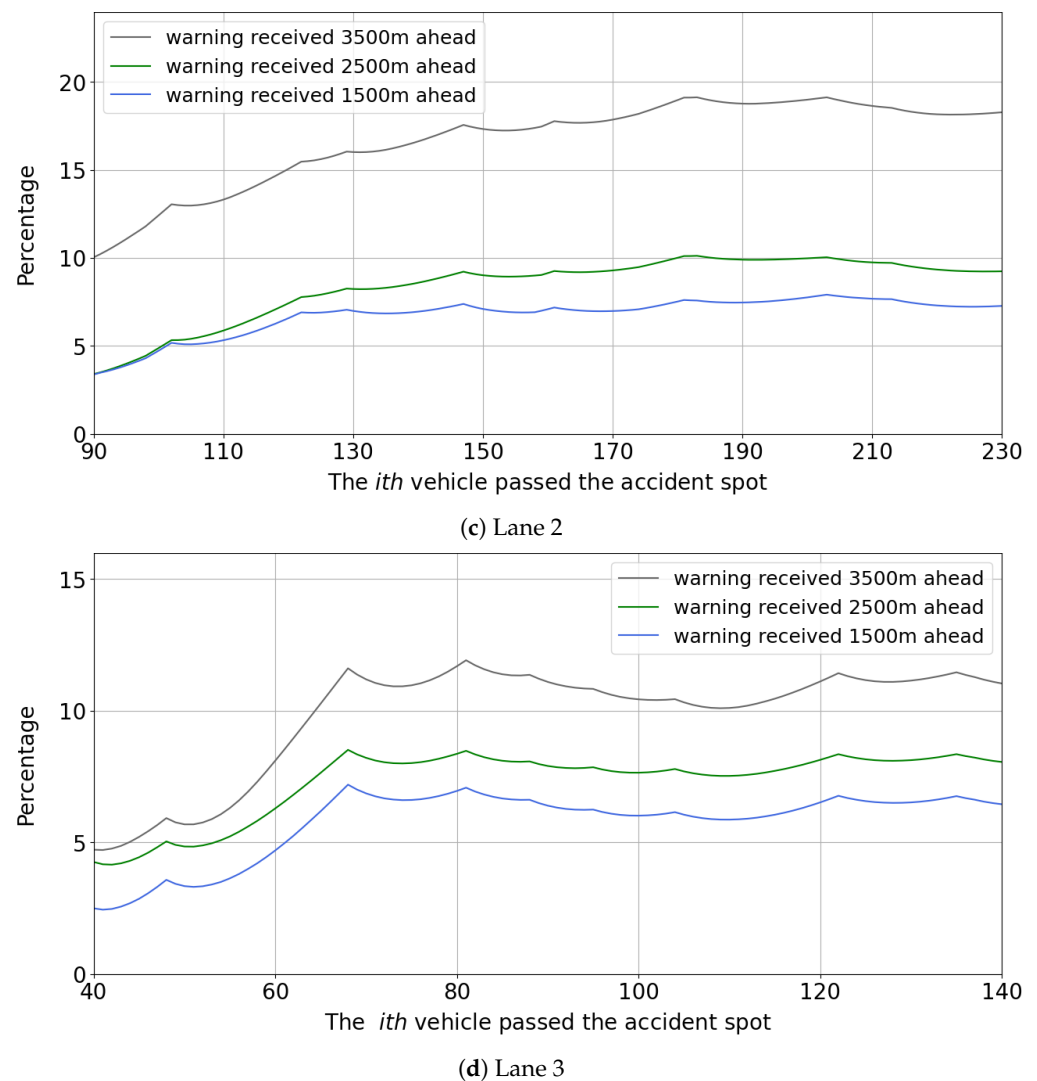 warning received 3500m ahead
warning received 2500m ahead
warning received 1500m ahead
20
15
10
5
0
Percentage
90 110 130 150 170 190 210 230
The ith vehicle passed the accident spot
(c) Lane 2
warning received 3500m ahead
warning received 2500m ahead
warning received 1500m ahead
15
10
5
0
Percentage
40 60 80 100 120 140
The ith vehicle passed the accident spot
(d) Lane 3